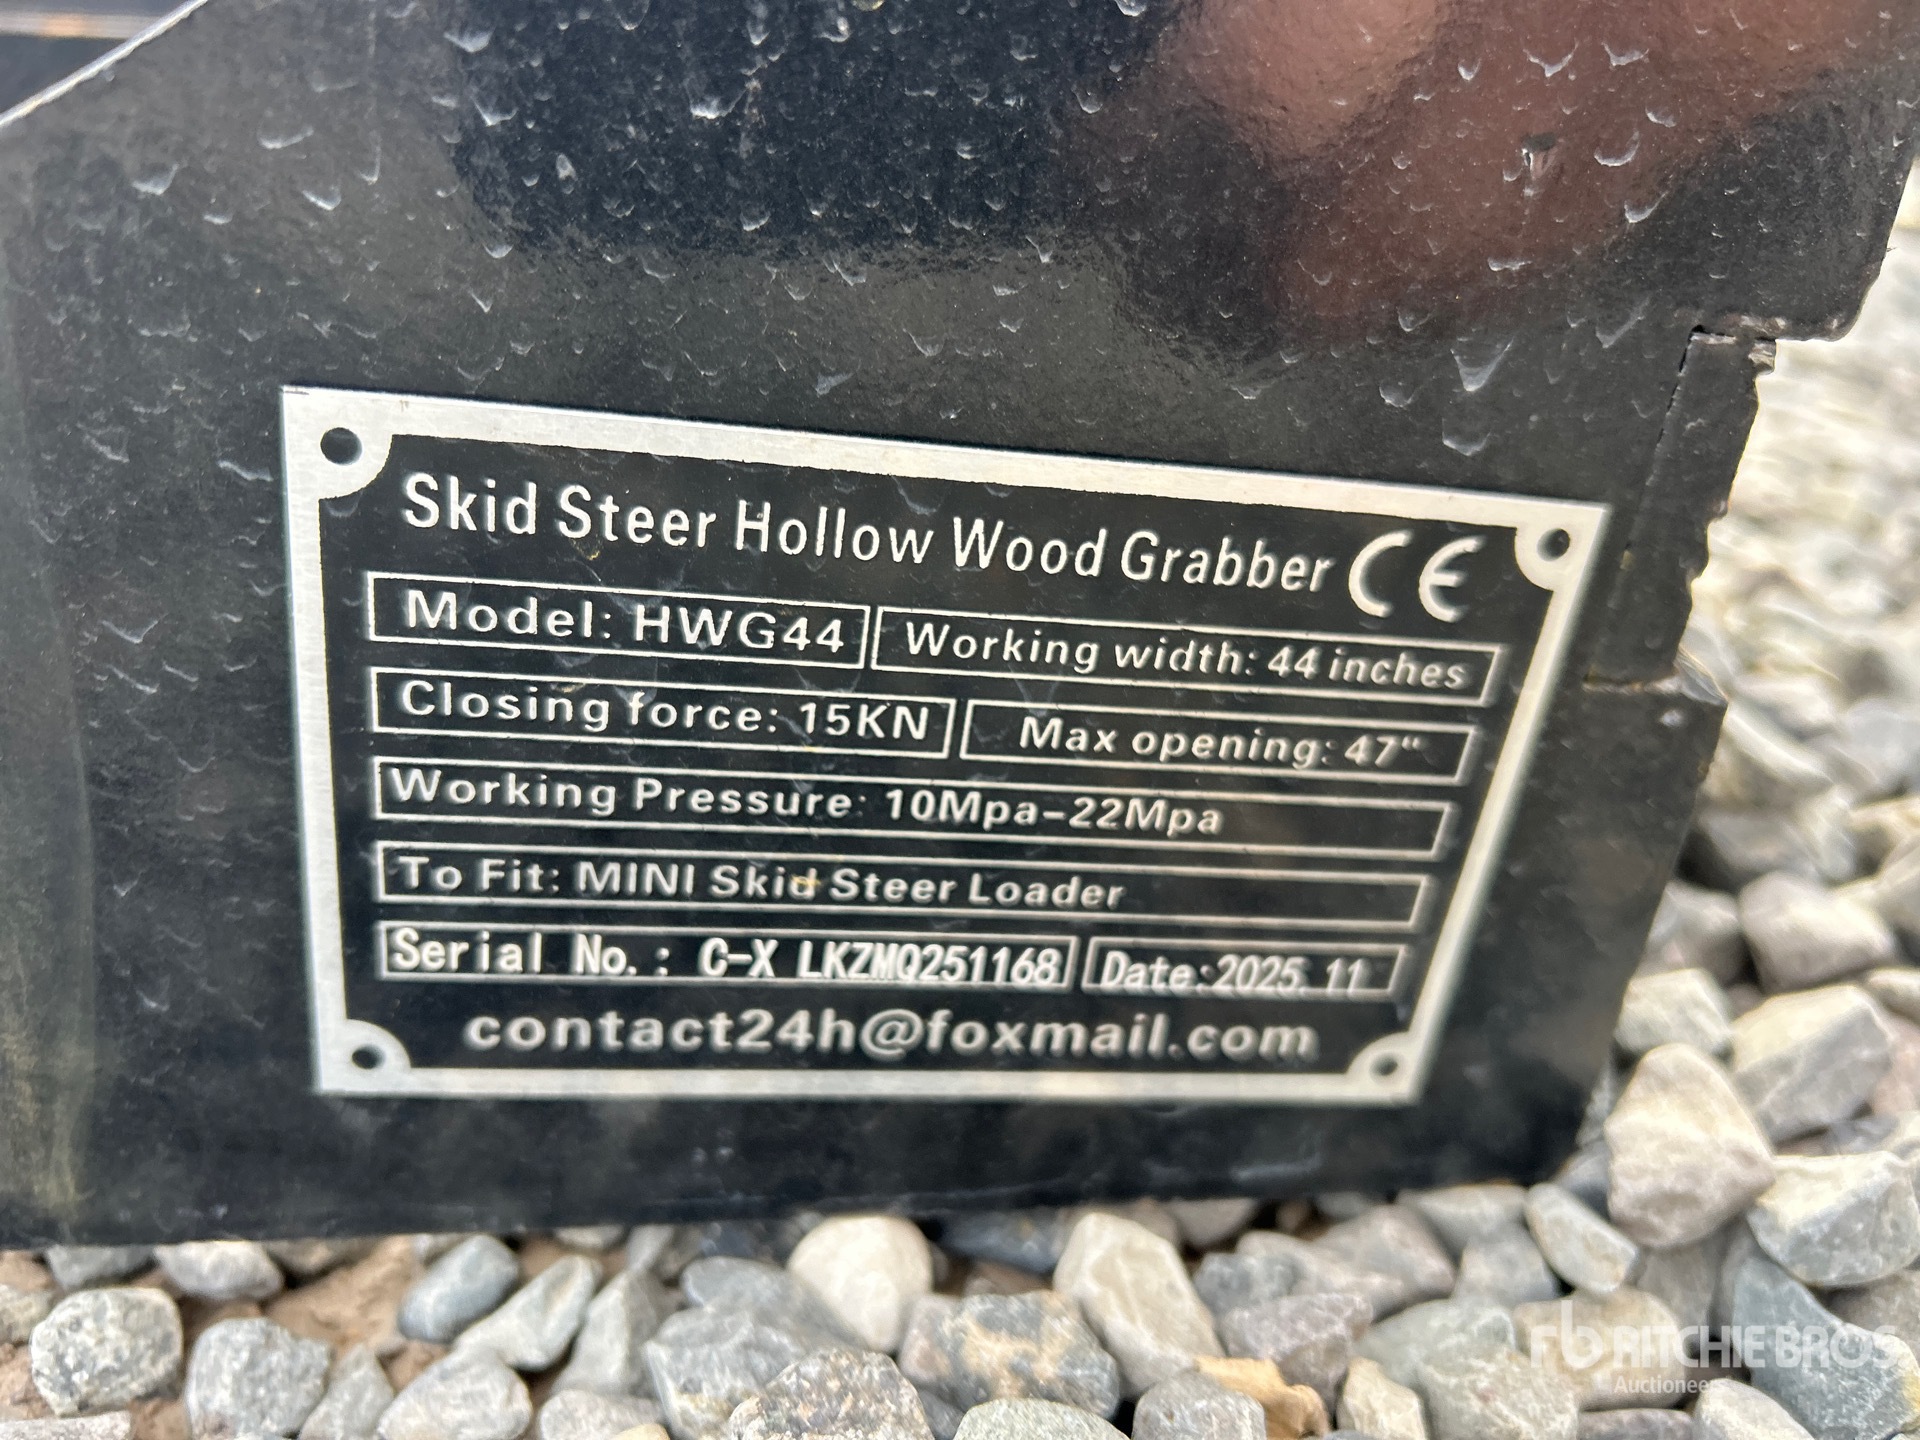 Skid Steer Hollow Wood Grabber CE
Model: HWG44 Working width: 44 inches
Closing force: 15KN Max opening: 47"
Working Pressure: 10Mpa-22Mpa
To Fit: MINI Skid Steer Loader
Serial No.: C-X LKZMQ251168 Date:2025.11
contact24h@foxmail.com
rb RITCHIE BROS
Auctioneers